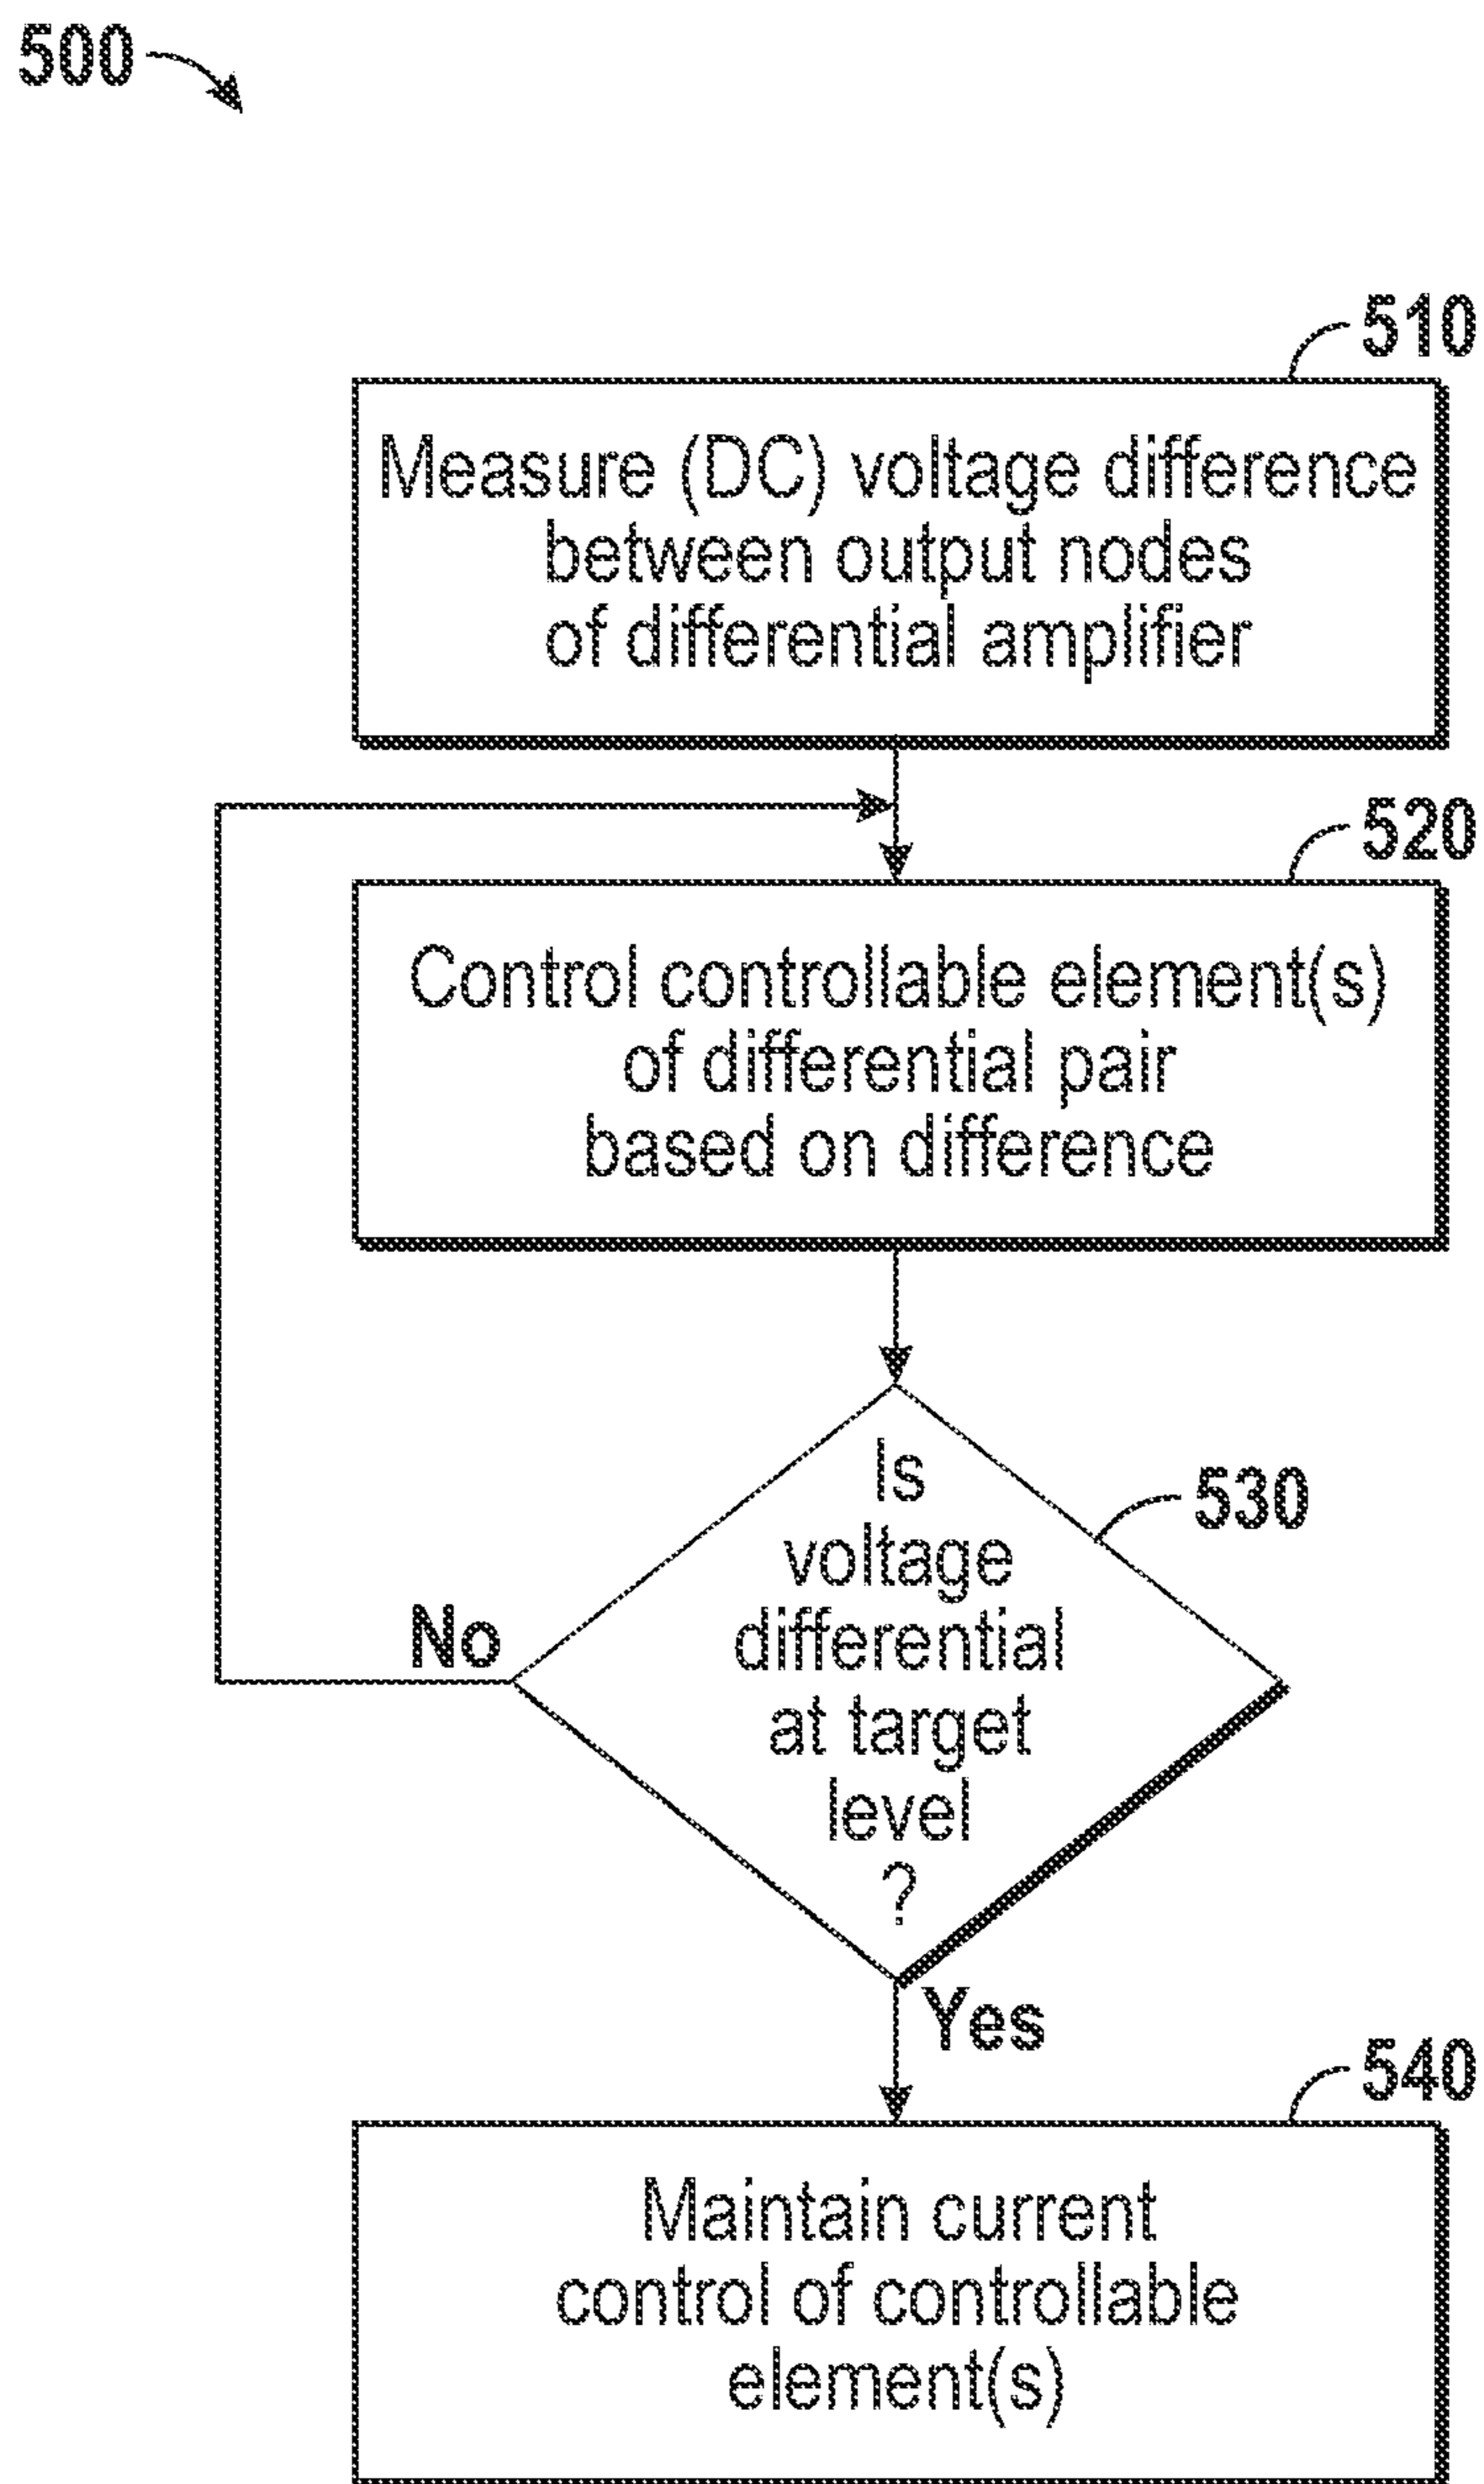 500
510
Measure (DC) voltage difference
between output nodes
of differential amplifier
520
Control controllable element(s)
of differential pair
based on difference
Is
voltage
differential
at target
level
?
530
No
Yes
540
Maintain current
control of controllable
element(s)